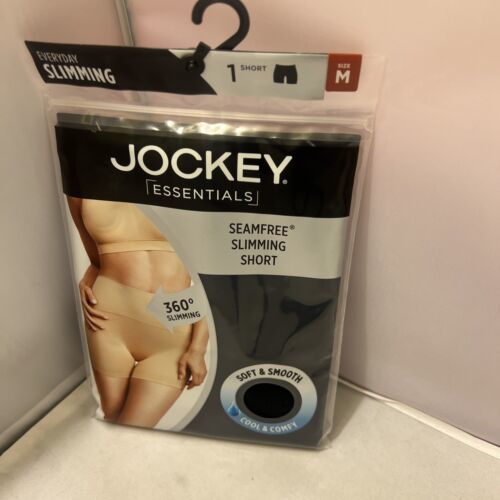 EVERYDAY
SLIMMING
1 SHORT
SIZE
M
JOCKEY®
ESSENTIALS
SEAMFREE®
SLIMMING
SHORT
360°
SLIMMING
SOFT & SMOOTH
COOL & COMFY